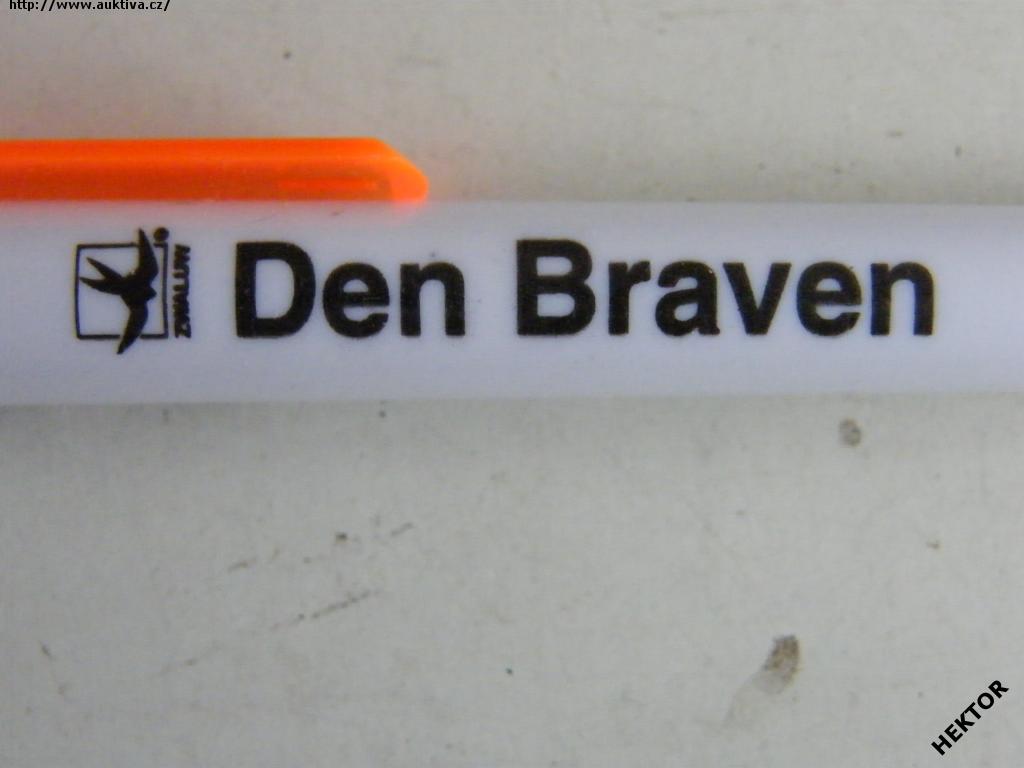 http://www.auktiva.cz/
ZWALUW
Den Braven
HEKTOR